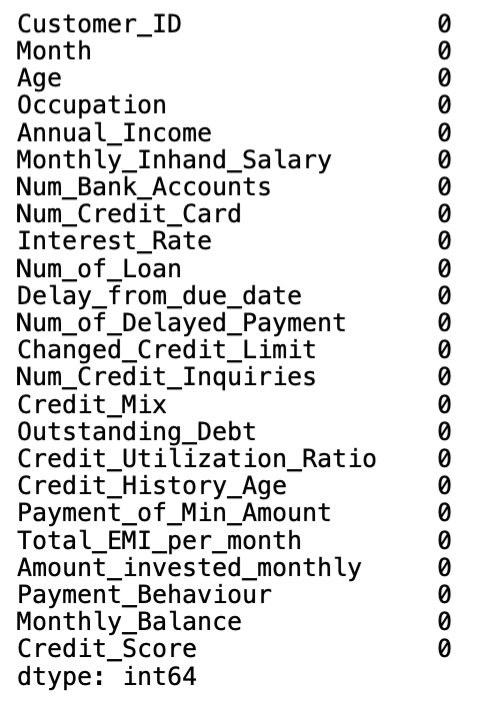 Customer_ID 0
Month 0
Age 0
Occupation 0
Annual_Income 0
Monthly_Inhand_Salary 0
Num_Bank_Accounts 0
Num_Credit_Card 0
Interest_Rate 0
Num_of_Loan 0
Delay_from_due_date 0
Num_of_Delayed_Payment 0
Changed_Credit_Limit 0
Num_Credit_Inquiries 0
Credit_Mix 0
Outstanding_Debt 0
Credit_Utilization_Ratio 0
Credit_History_Age 0
Payment_of_Min_Amount 0
Total_EMI_per_month 0
Amount_invested_monthly 0
Payment_Behaviour 0
Monthly_Balance 0
Credit_Score 0
dtype: int64